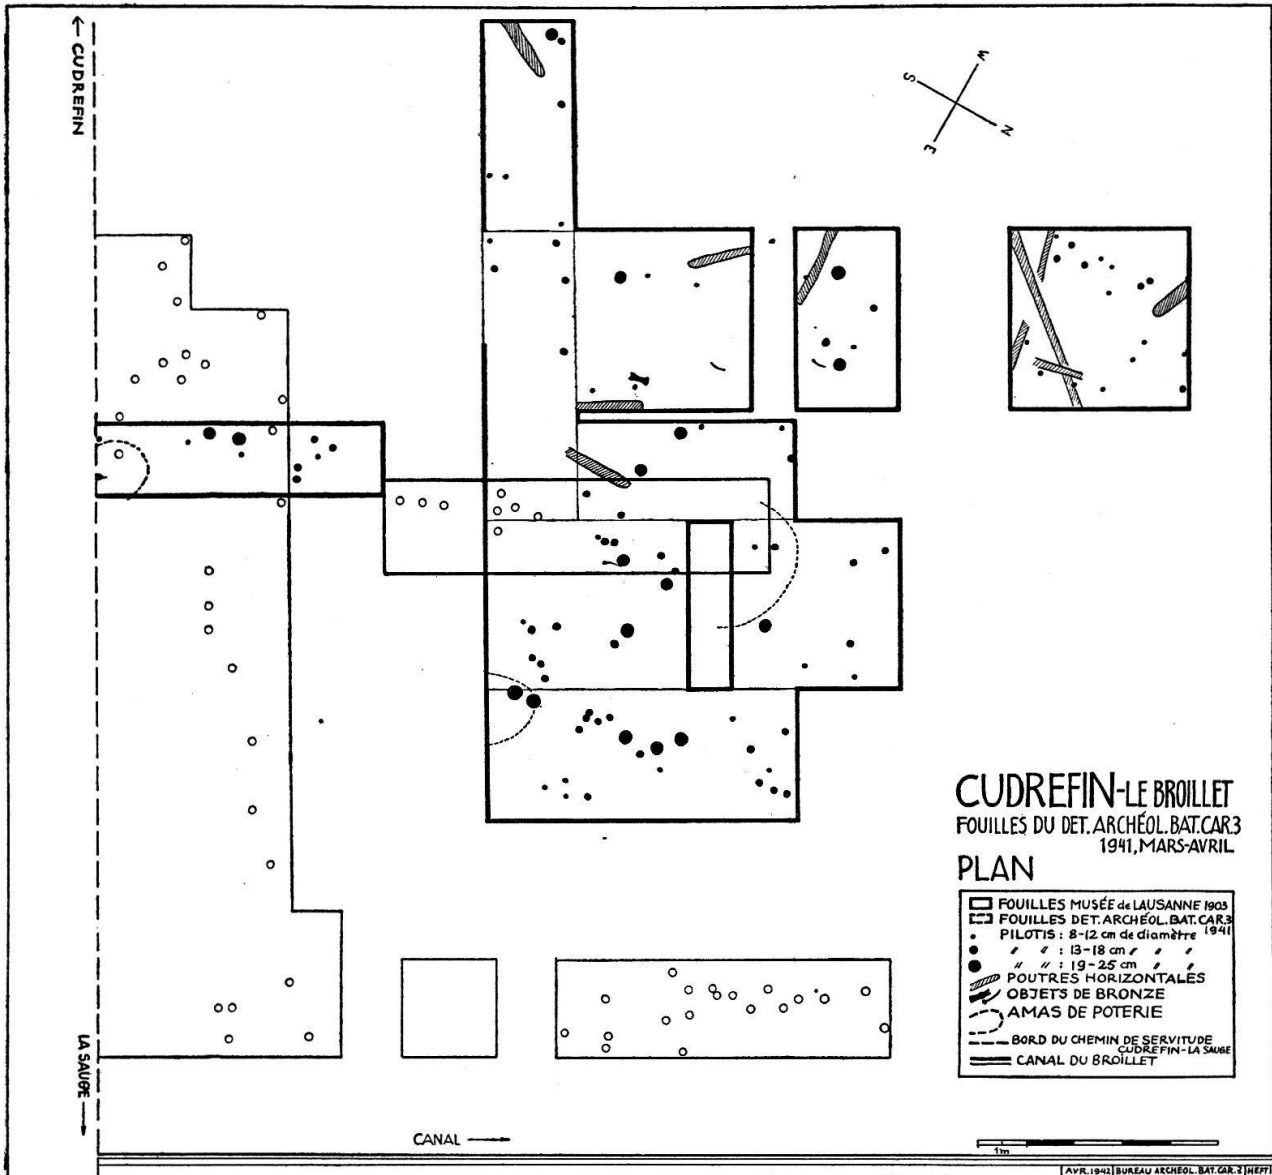 ← CUDREFIN
W
S
N
E
CUDREFIN-LE BROILLET
FOUILLES DU DET. ARCHÉOL. BAT. CAR. 3
1941, MARS-AVRIL
PLAN
FOUILLES MUSÉE de LAUSANNE 1903
FOUILLES DET. ARCHÉOL. BAT. CAR. 3
1941
PILOTIS : 8-12 cm de diamètre
〃 〃 : 13-18 cm 〃 〃 〃
〃 〃 : 19-25 cm 〃 〃 〃
POUTRES HORIZONTALES
OBJETS DE BRONZE
AMAS DE POTERIE
BORD DU CHEMIN DE SERVITUDE
CUDREFIN-LA SAUGE
CANAL DU BROILLET
LA SAUGE →
CANAL →
1m
AVR. 1942 BUREAU ARCHÉOL. BAT. CAR. 3 HEFTI